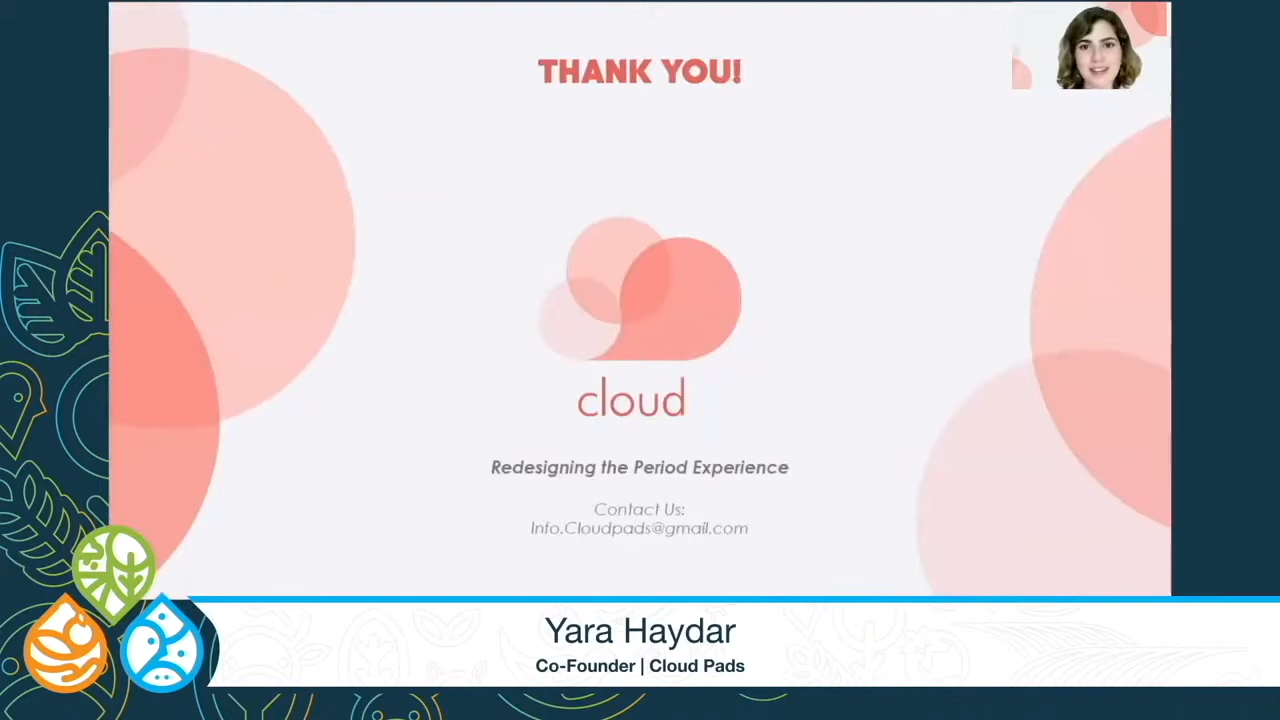 THANK YOU!
cloud
Redesigning the Period Experience
Contact Us:
Info.Cloudpads@gmail.com
Yara Haydar
Co-Founder | Cloud Pads